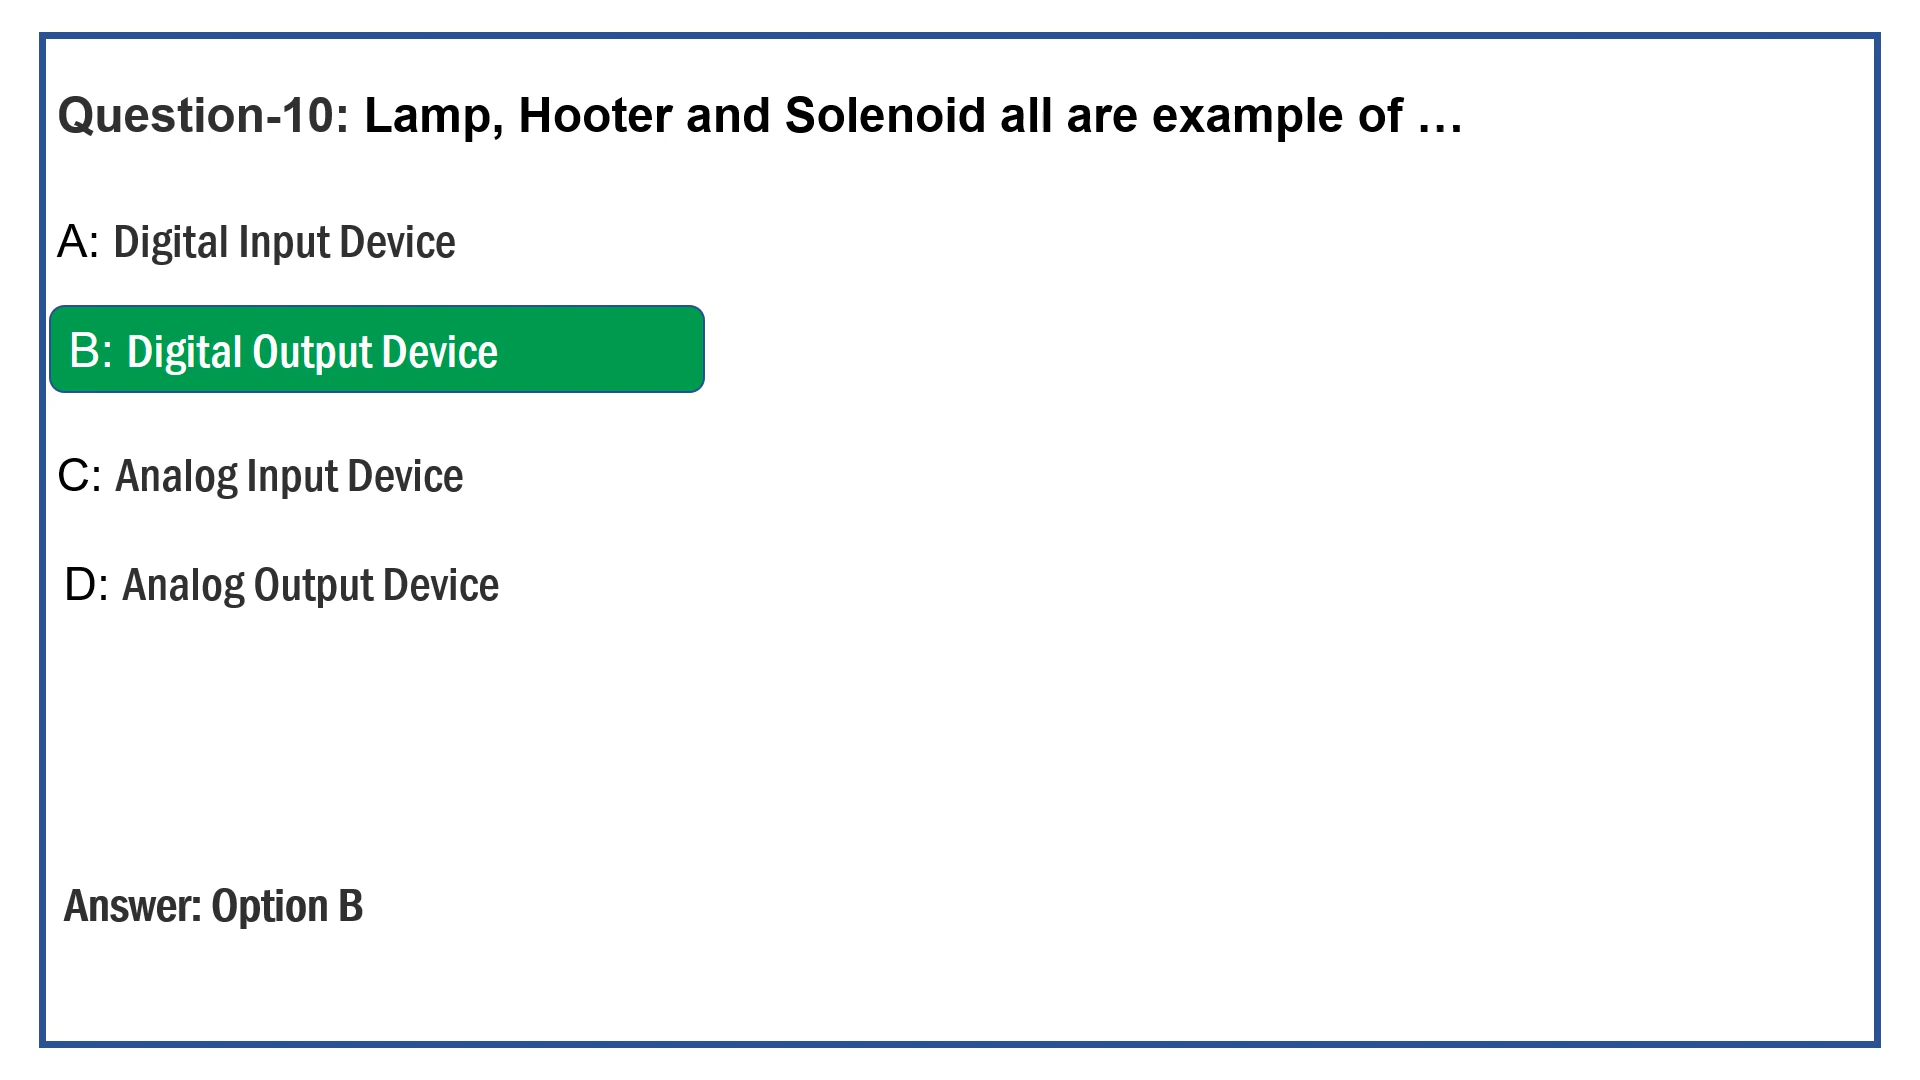 Question-10: Lamp, Hooter and Solenoid all are example of …
A: Digital Input Device
B: Digital Output Device
C: Analog Input Device
D: Analog Output Device
Answer: Option B